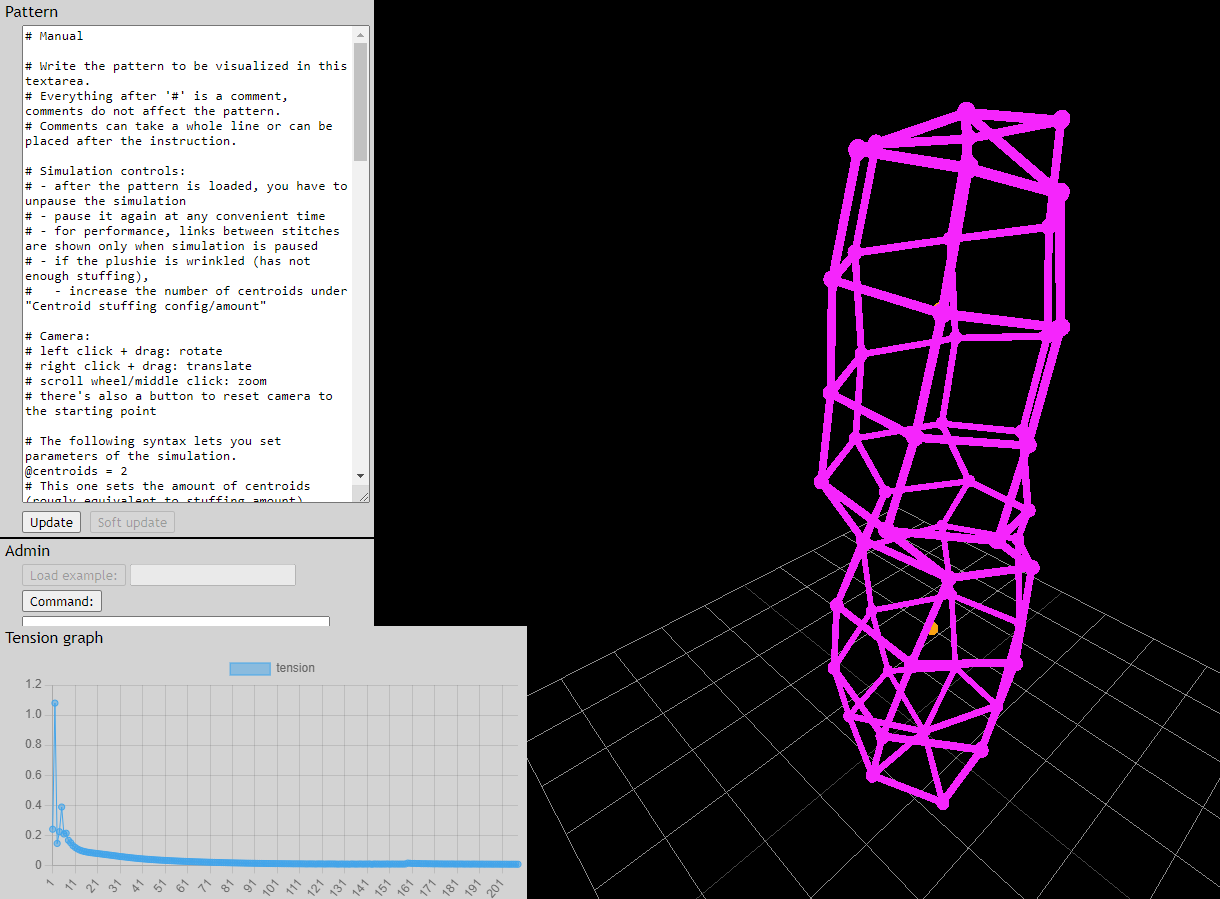 Pattern
# Manual
# Write the pattern to be visualized in this
textarea.
# Everything after '#' is a comment,
comments do not affect the pattern.
# Comments can take a whole line or can be
placed after the instruction.
# Simulation controls:
# - after the pattern is loaded, you have to
unpause the simulation
# - pause it again at any convenient time
# - for performance, links between stitches
are shown only when simulation is paused
# - if the plushie is wrinkled (has not
enough stuffing),
#   - increase the number of centroids under
"Centroid stuffing config/amount"
# Camera:
# left click + drag: rotate
# right click + drag: translate
# scroll wheel/middle click: zoom
# there's also a button to reset camera to
the starting point
# The following syntax lets you set
parameters of the simulation.
@centroids = 2
# This one sets the amount of centroids
(rougly equivalent to stuffing amount)
Update Soft update
Admin
Load example:
Command:
Tension graph
tension
1.2
1.0
0.8
0.6
0.4
0.2
0
1 11 21 31 41 51 61 71 81 91 101 111 121 131 141 151 161 171 181 191 201